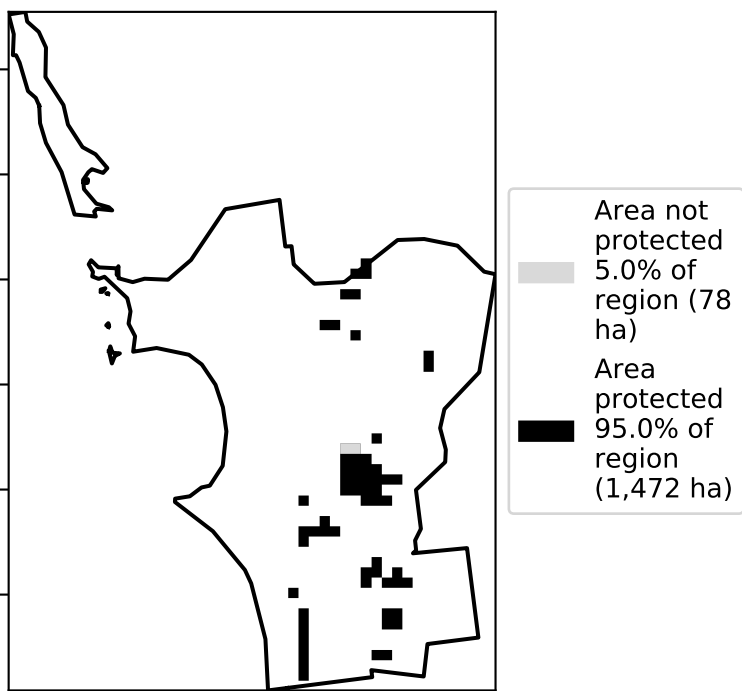 Area not
protected
5.0% of
region (78
ha)
Area
protected
95.0% of
region
(1,472 ha)